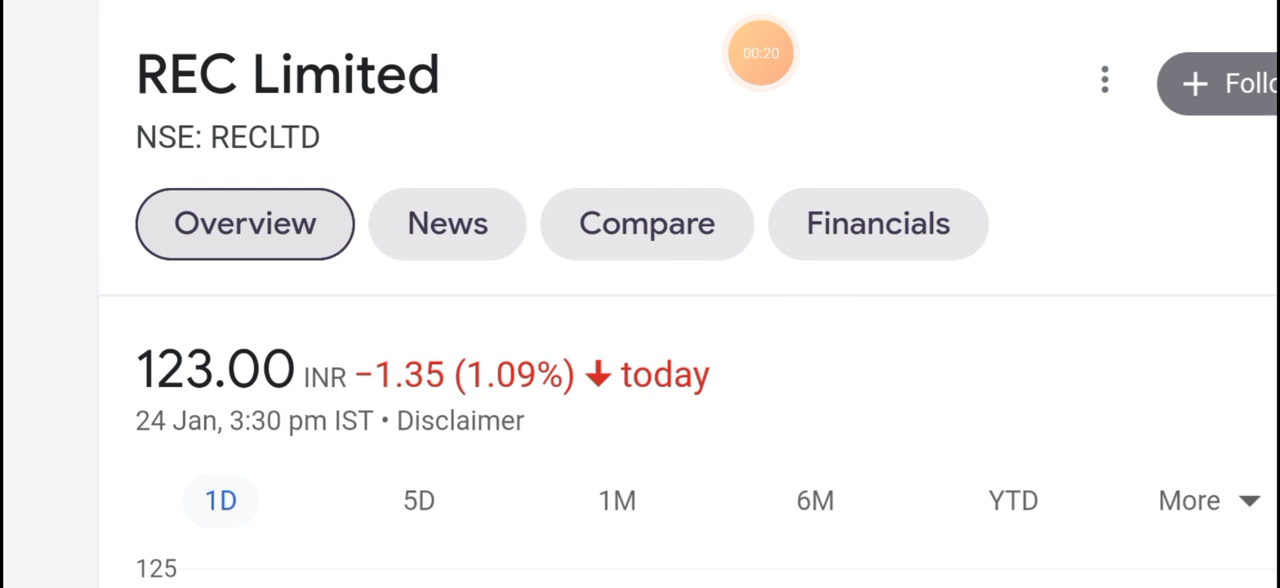 REC Limited
00:20
+ Follo
NSE: RECLTD
Overview News Compare Financials
123.00 INR −1.35 (1.09%) ↓ today
24 Jan, 3:30 pm IST • Disclaimer
1D 5D 1M 6M YTD More
125